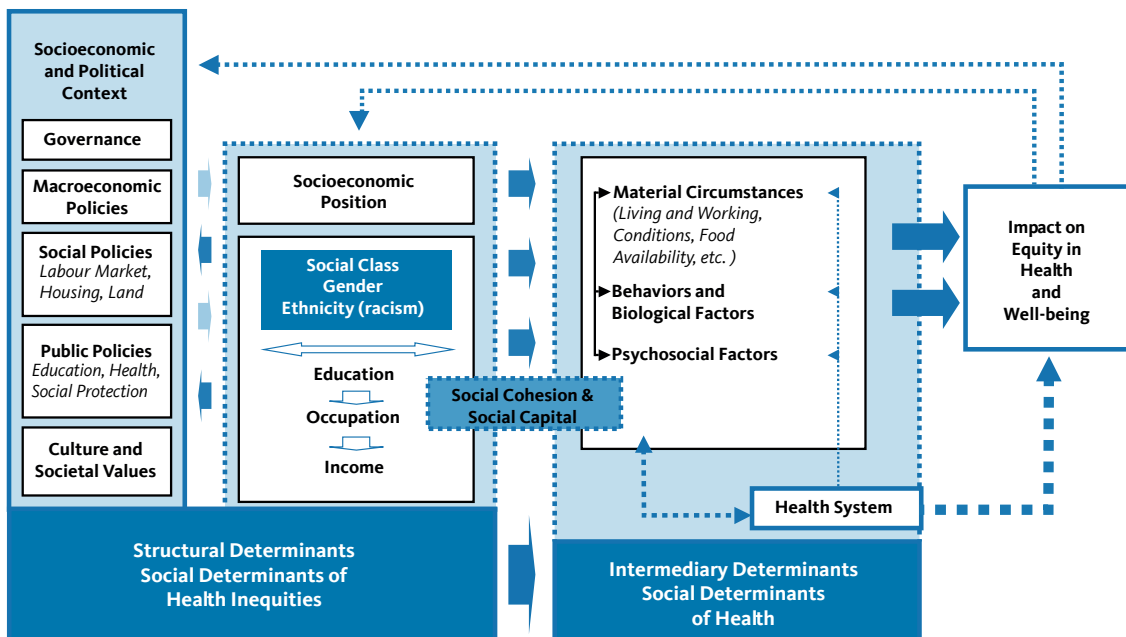 Socioeconomic
and Political
Context
Governance
Macroeconomic
Policies
Social Policies
Labour Market,
Housing, Land
Public Policies
Education, Health,
Social Protection
Culture and
Societal Values
Socioeconomic
Position
Social Class
Gender
Ethnicity (racism)
Education
Occupation
Income
Social Cohesion &
Social Capital
Material Circumstances
(Living and Working,
Conditions, Food
Availability, etc. )
Behaviors and
Biological Factors
Psychosocial Factors
Health System
Impact on
Equity in
Health
and
Well-being
Structural Determinants
Social Determinants of
Health Inequities
Intermediary Determinants
Social Determinants
of Health